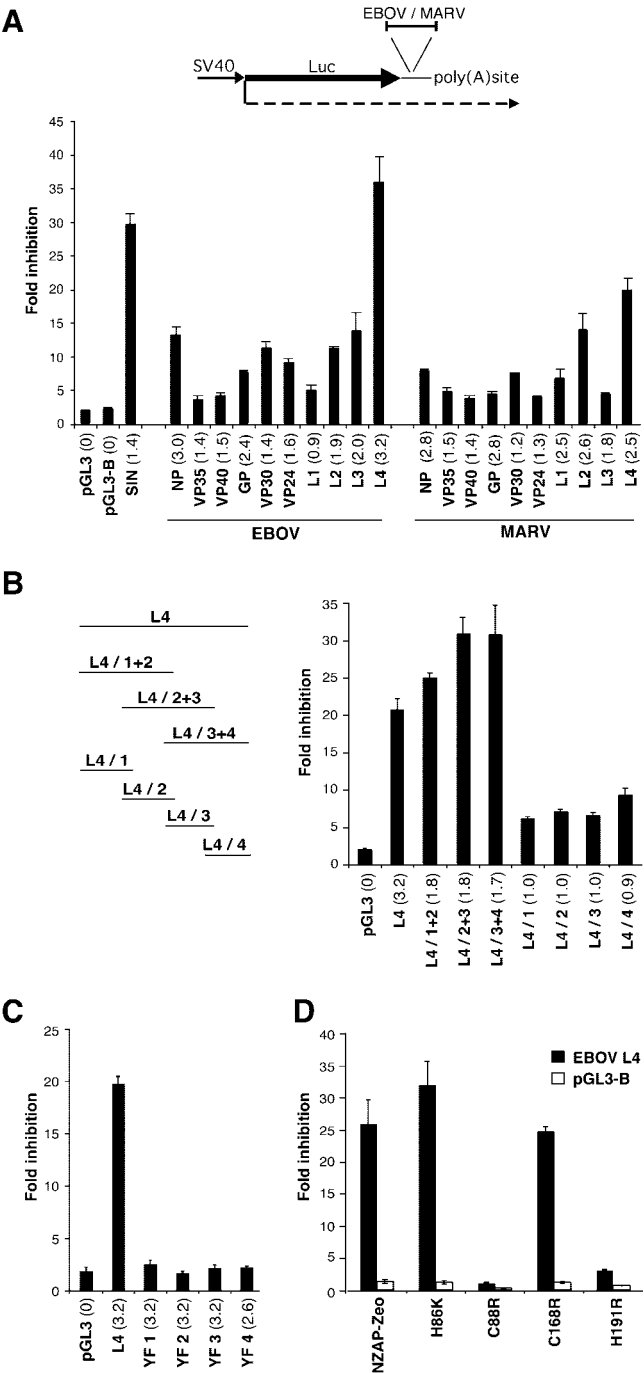 A
EBOV / MARV
SV40
Luc
poly(A)site
Fold inhibition
45
40
35
30
25
20
15
10
5
0
pGL3 (0)
pGL3-B (0)
SIN (1.4)
NP (3.0)
VP35 (1.4)
VP40 (1.5)
GP (2.4)
VP30 (1.4)
VP24 (1.6)
L1 (0.9)
L2 (1.9)
L3 (2.0)
L4 (3.2)
NP (2.8)
VP35 (1.5)
VP40 (1.4)
GP (2.8)
VP30 (1.2)
VP24 (1.3)
L1 (2.5)
L2 (2.6)
L3 (1.8)
L4 (2.5)
EBOV
MARV
B
L4
L4 / 1+2
L4 / 2+3
L4 / 3+4
L4 / 1
L4 / 2
L4 / 3
L4 / 4
Fold inhibition
35
30
25
20
15
10
5
0
pGL3 (0)
L4 (3.2)
L4 / 1+2 (1.8)
L4 / 2+3 (1.8)
L4 / 3+4 (1.7)
L4 / 1 (1.0)
L4 / 2 (1.0)
L4 / 3 (1.0)
L4 / 4 (0.9)
C
Fold inhibition
25
20
15
10
5
0
pGL3 (0)
L4 (3.2)
YF 1 (3.2)
YF 2 (3.2)
YF 3 (3.2)
YF 4 (2.6)
D
Fold inhibition
40
35
30
25
20
15
10
5
0
EBOV L4
pGL3-B
NZAP-Zeo
H86K
C88R
C168R
H191R